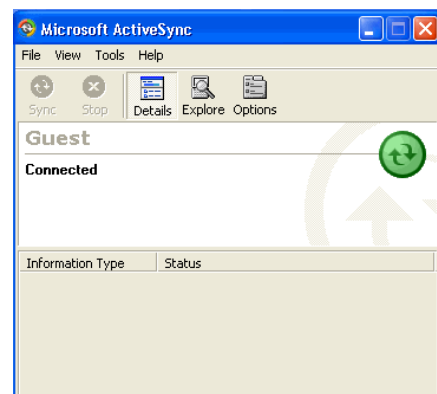 Microsoft ActiveSync
File View Tools Help
Sync Stop Details Explore Options
Guest
Connected
Information Type Status